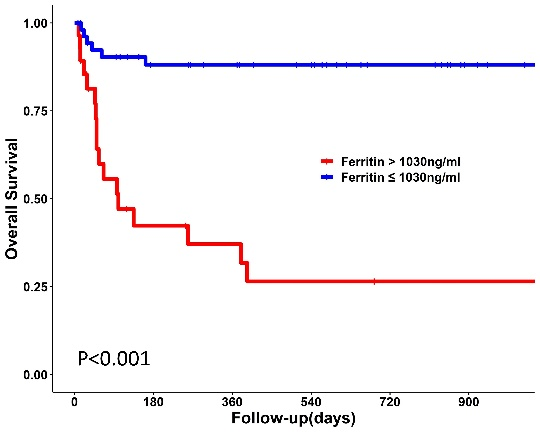 Overall Survival
1.00
0.75
0.50
0.25
0.00
Ferritin > 1030ng/ml
Ferritin ≤ 1030ng/ml
P<0.001
0 180 360 540 720 900
Follow-up(days)